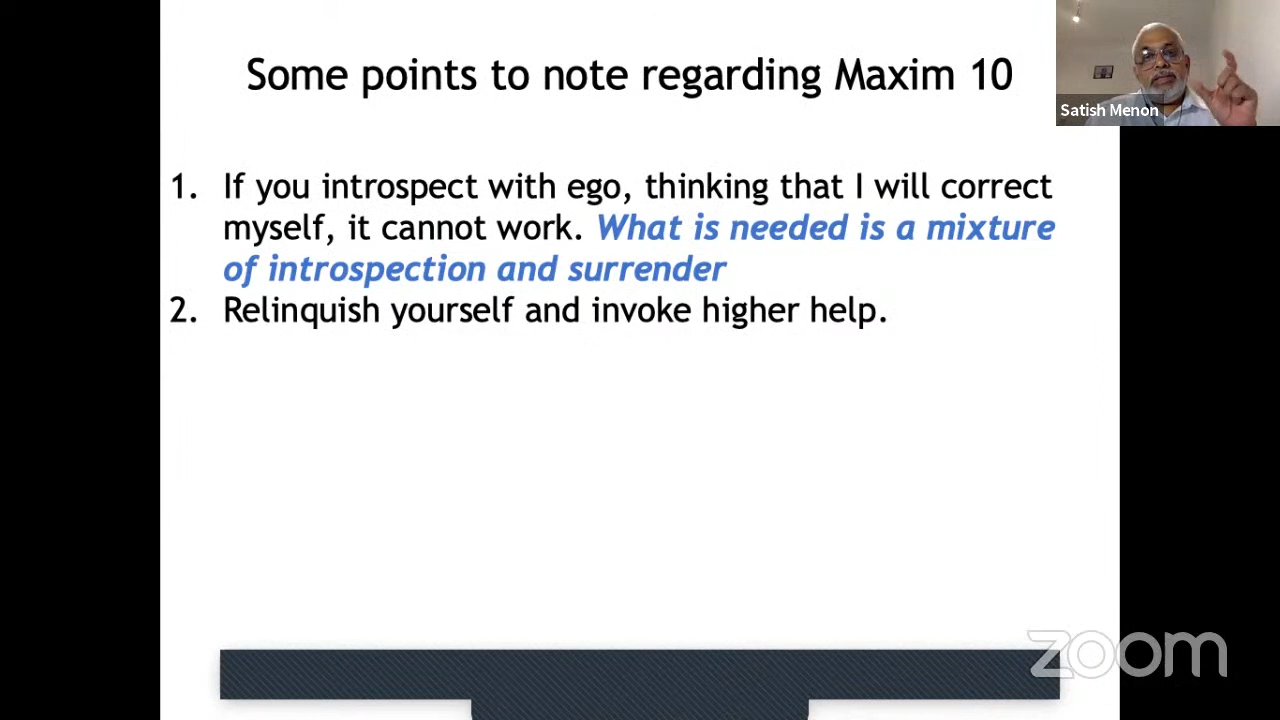 Some points to note regarding Maxim 10
Satish Menon
1. If you introspect with ego, thinking that I will correct
myself, it cannot work. What is needed is a mixture
of introspection and surrender
2. Relinquish yourself and invoke higher help.
zoom